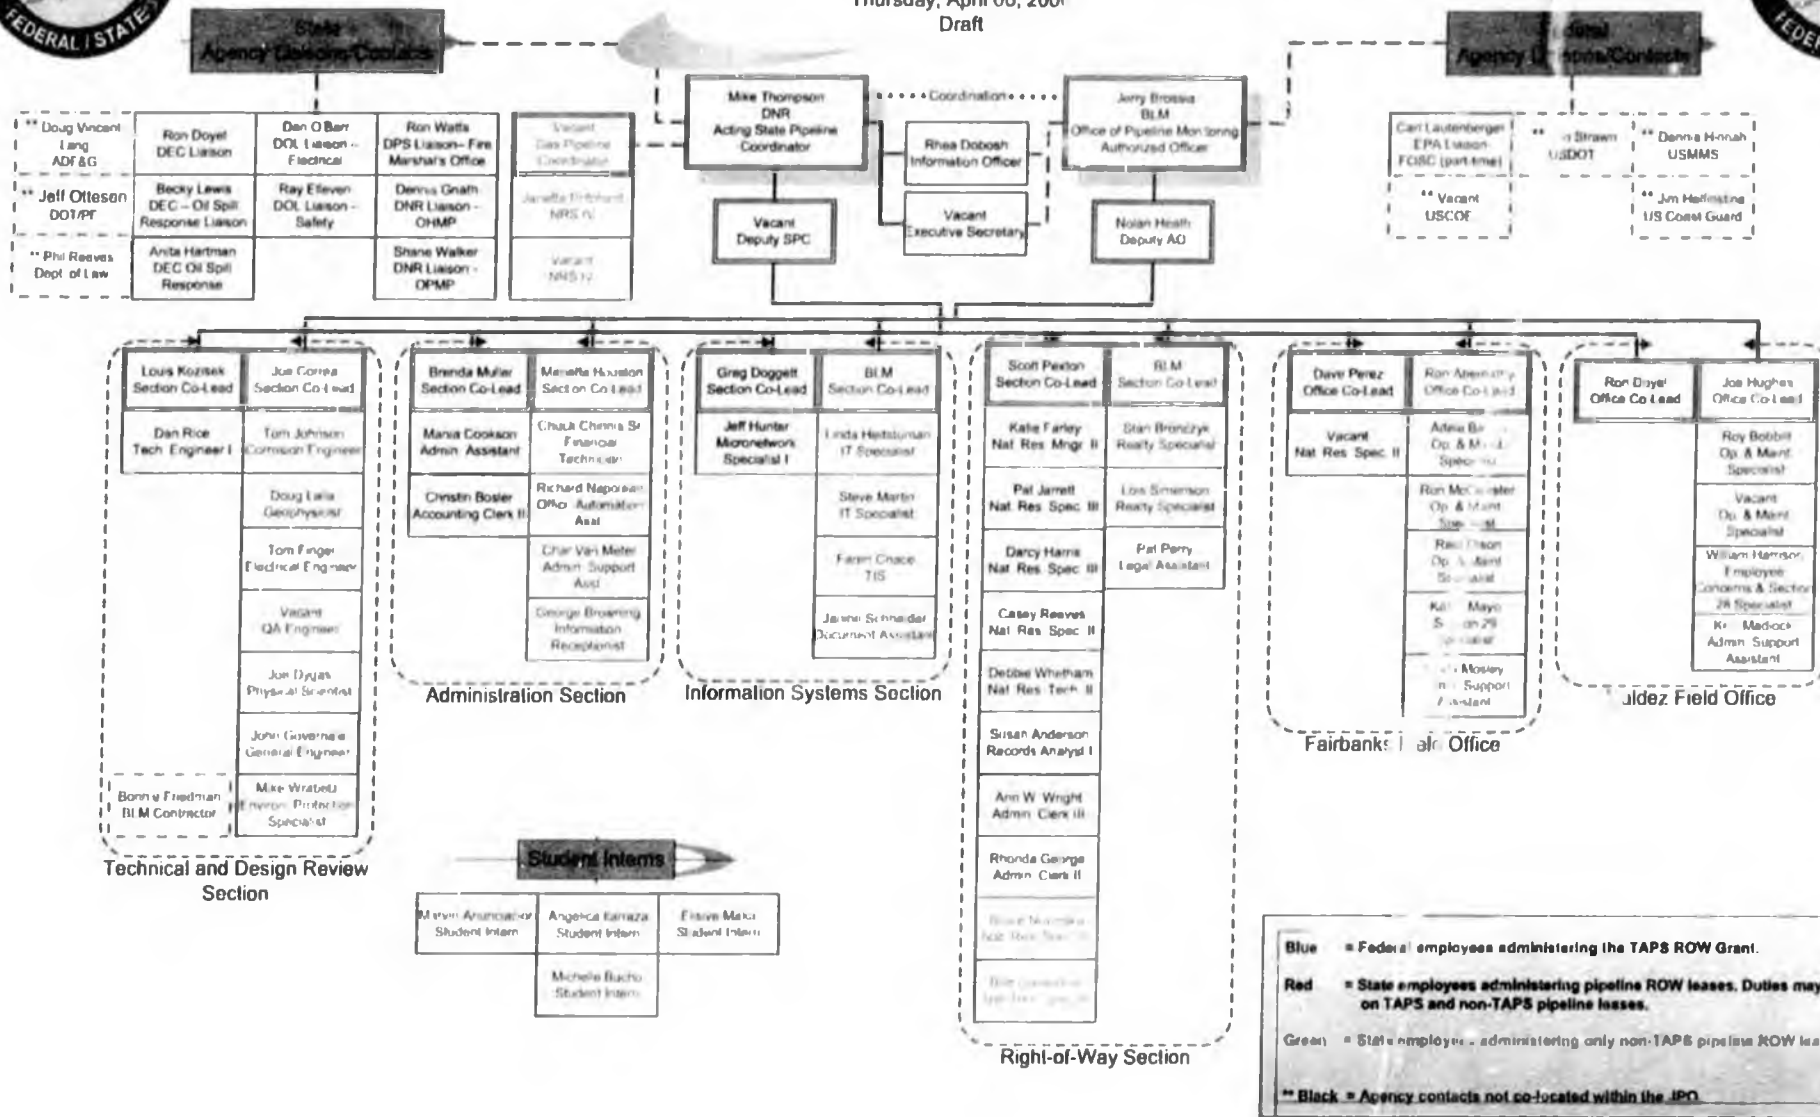 FEDERAL / STATE
Thursday, April 06,
Draft
State
Agency Liaisons/Contacts
Federal
Agency Liaisons/Contacts
** Doug Vincent
Lang
ADF&G
Ron Doyel
DEC Liaison
Dan O Barr
DOL Liaison –
Electrical
Ron Watts
DPS Liaison– Fire
Marshal's Office
Vacant
Gas Pipeline
Coordinator
** Jeff Otteson
DOT/PF
Becky Lewis
DEC – Oil Spill
Response Liaison
Ray Efleven
DOL Liaison -
Safety
Dennis Gnath
DNR Liaison -
OHMP
NRS IV
** Phil Reeves
Dept. of Law
Anita Hartman
DEC Oil Spill
Response
Shane Walker
DNR Liaison -
OPMP
Vacant
NRS IV
Mike Thompson
DNR
Acting State Pipeline
Coordinator
Coordination
Jerry Brossia
BLM
Office of Pipeline Monitoring
Authorized Officer
Rhea Dobosh
Information Officer
Vacant
Executive Secretary
Vacant
Deputy SPC
Nolan Heath
Deputy AO
Carl Lautenberger
EPA Liaison
FOSC (part-time)
** Strawn
USDOT
** Dennis Hinnah
USMMS
** Vacant
USCOE
** Jim
US Coast Guard
Louis Kozisek
Section Co-Lead
Joe Correa
Section Co-Lead
Dan Rice
Tech Engineer I
Tom Johnson
Corrosion Engineer
Doug Lalla
Geophysicist
Tom Finger
Electrical Engineer
Vacant
QA Engineer
Joe Dygas
Physical Scientist
John Governale
General Engineer
Bonnie Friedman
BLM Contractor
Mike Wrabetz
Environ. Protection
Specialist
Technical and Design Review
Section
Brenda Muller
Section Co-Lead
Houston
Section Co-Lead
Cookson
Admin. Assistant
Financial
Technician
Christin Bosler
Accounting Clerk II
Richard
Office Automation
Asst
Char Van Meter
Admin Support
Asst
George Browning
Information
Receptionist
Administration Section
Greg Doggett
Section Co-Lead
BLM
Section Co-Lead
Jeff Hunter
Micronetwork
Specialist I
Linda
IT Specialist
Steve Martin
IT Specialist
TIS
Schneider
Document Assistant
Information Systems Section
Scott Pexton
Section Co-Lead
BLM
Section Co-Lead
Katie Farley
Nat Res Mngr II
Stan Bronczyk
Realty Specialist
Pat Jarrett
Nat Res Spec III
Lois Simenson
Realty Specialist
Darcy Harris
Nat Res Spec III
Pat Perry
Legal Assistant
Casey Reeves
Nat Res Spec II
Debbie Whetham
Nat Res Tech II
Susan Anderson
Records Analyst I
Ann W. Wright
Admin Clerk III
Rhonda George
Admin Clerk II
Right-of-Way Section
Dave Perez
Office Co-Lead
Ron
Office Co-Lead
Vacant
Nat Res Spec II
Op. & Maint.
Specialist
Ron
Op. & Maint
Specialist
Op. & Maint
Specialist
Mayo
Mosley
Support
Assistant
Fairbanks Field Office
Ron Doyel
Office Co-Lead
Joe Hughes
Office Co-Lead
Roy Bobbitt
Op. & Maint
Specialist
Vacant
Op. & Maint
Specialist
William Harrison
Employee
Concerns & Section
Specialist
Madlock
Admin Support
Assistant
Valdez Field Office
Student Interns
Student Intern
Angelica
Student Intern
Student Intern
Michelle
Student Intern
Blue = Federal employees administering the TAPS ROW Grant.
Red = State employees administering pipeline ROW leases. Duties may
on TAPS and non-TAPS pipeline leases.
Green = State employees administering only non-TAPS pipeline ROW
** Black = Agency contacts not co-located within the JPO